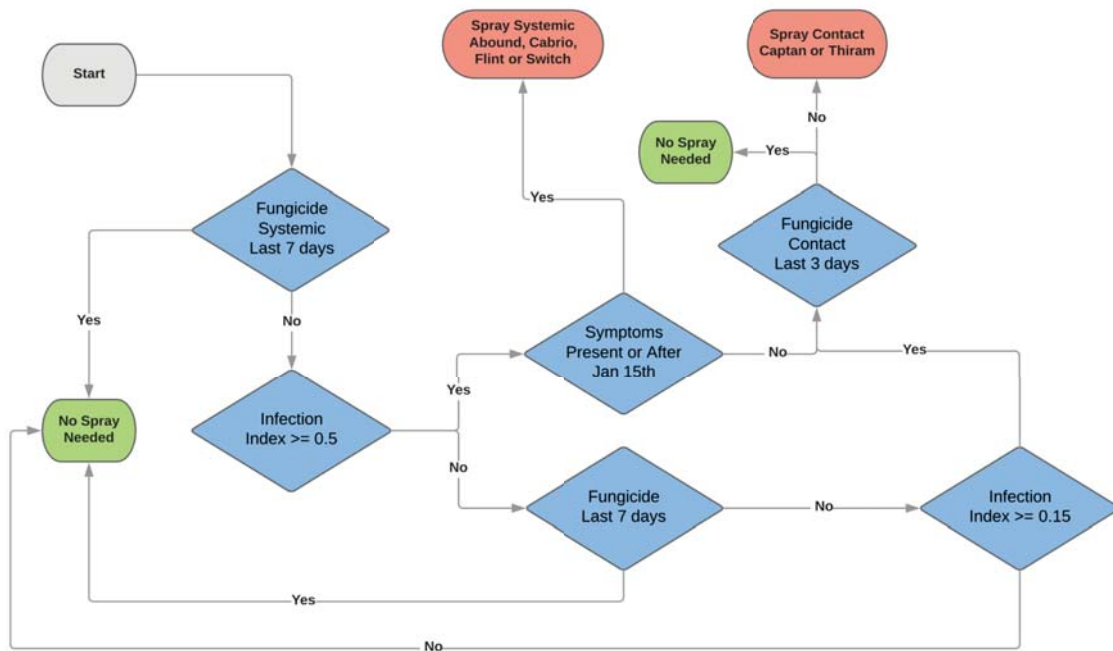 Start
Spray Systemic
Abound, Cabrio,
Flint or Switch
Spray Contact
Captan or Thiram
No
No Spray
Needed
Yes
Fungicide
Systemic
Last 7 days
Yes
Fungicide
Contact
Last 3 days
Yes
No
Symptoms
Present or After
Jan 15th
No
Yes
Yes
No Spray
Needed
Infection
Index >= 0.5
No
Fungicide
Last 7 days
No
Infection
Index >= 0.15
Yes
No